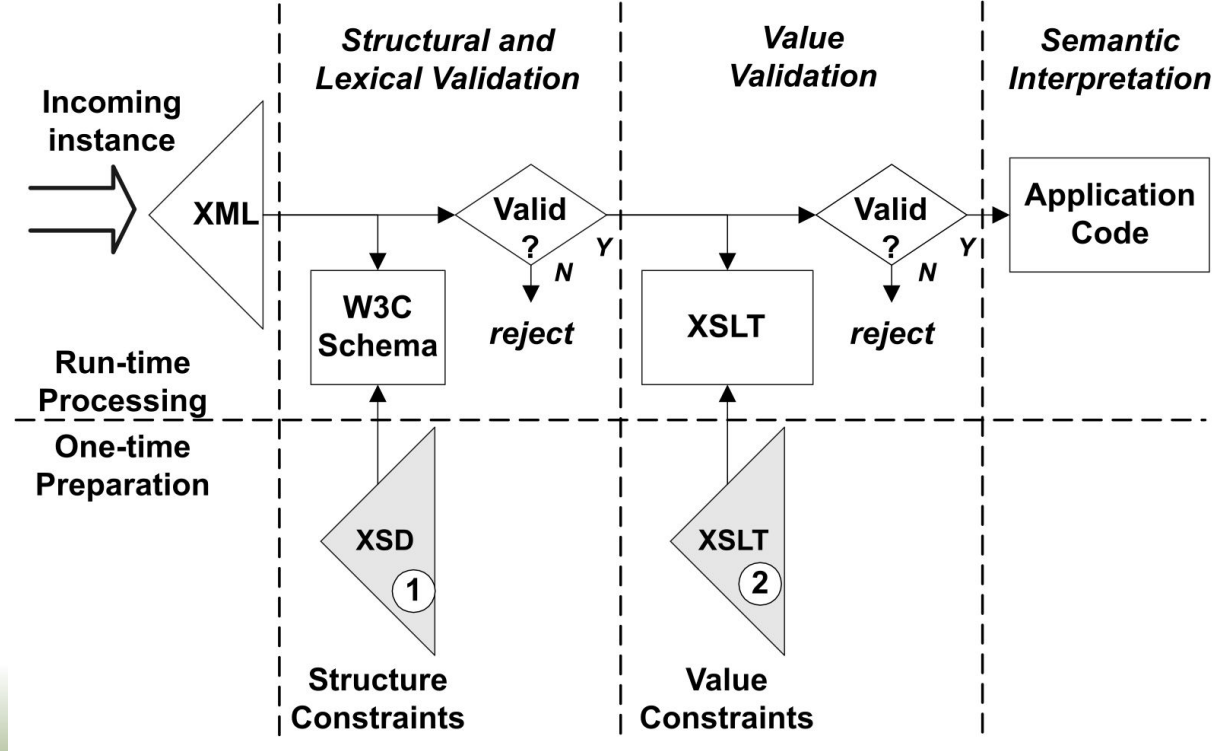 Structural and
Lexical Validation
Value
Validation
Semantic
Interpretation
Incoming
instance
XML
Valid
?
Y
N
reject
W3C
Schema
Valid
?
Y
N
reject
XSLT
Application
Code
Run-time
Processing
One-time
Preparation
XSD
1
Structure
Constraints
XSLT
2
Value
Constraints